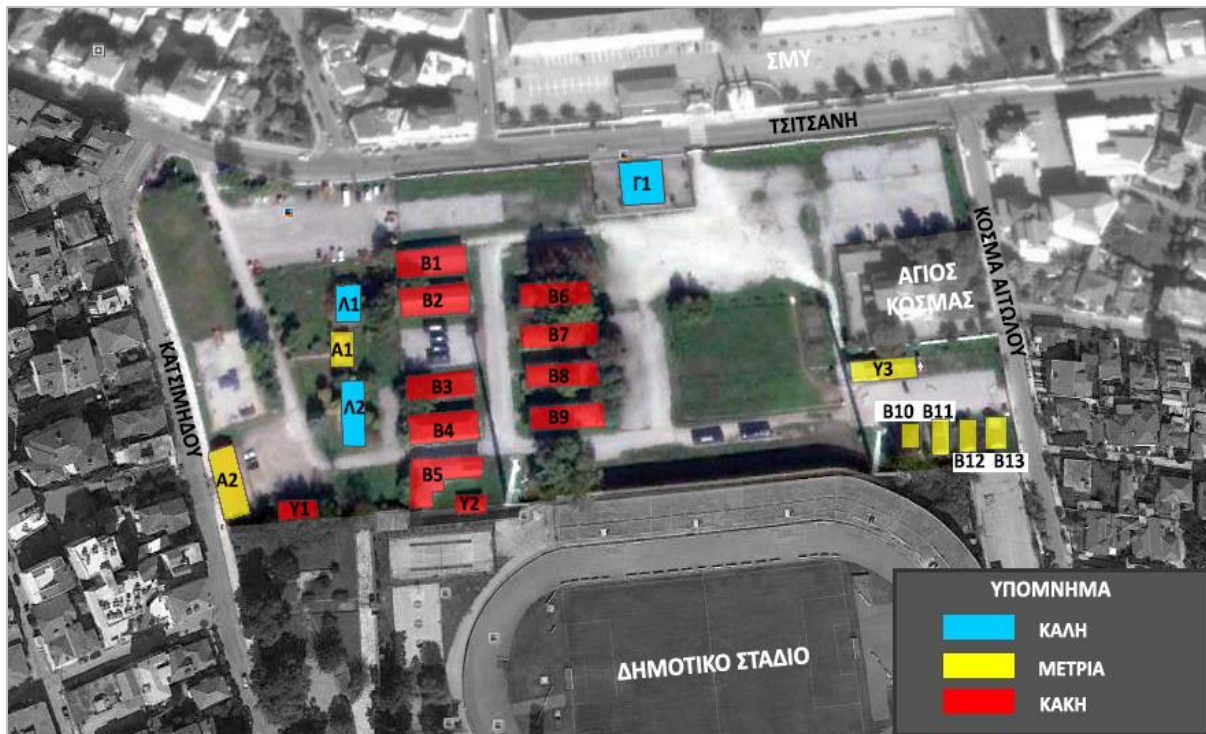 ΣΜΥ
ΤΣΙΤΣΑΝΗ
Γ1
ΚΟΣΜΑ ΑΙΤΩΛΟΥ
Β1
ΑΓΙΟΣ
ΚΟΣΜΑΣ
Λ1
Β2
Β6
Α1
Β7
ΚΑΤΣΙΜΗΔΟΥ
Β3
Β8
Υ3
Λ2
Β4
Β9
Β10 Β11
Β12 Β13
Α2
Β5
Υ1
Υ2
ΔΗΜΟΤΙΚΟ ΣΤΑΔΙΟ
ΥΠΟΜΝΗΜΑ
ΚΑΛΗ
ΜΕΤΡΙΑ
ΚΑΚΗ